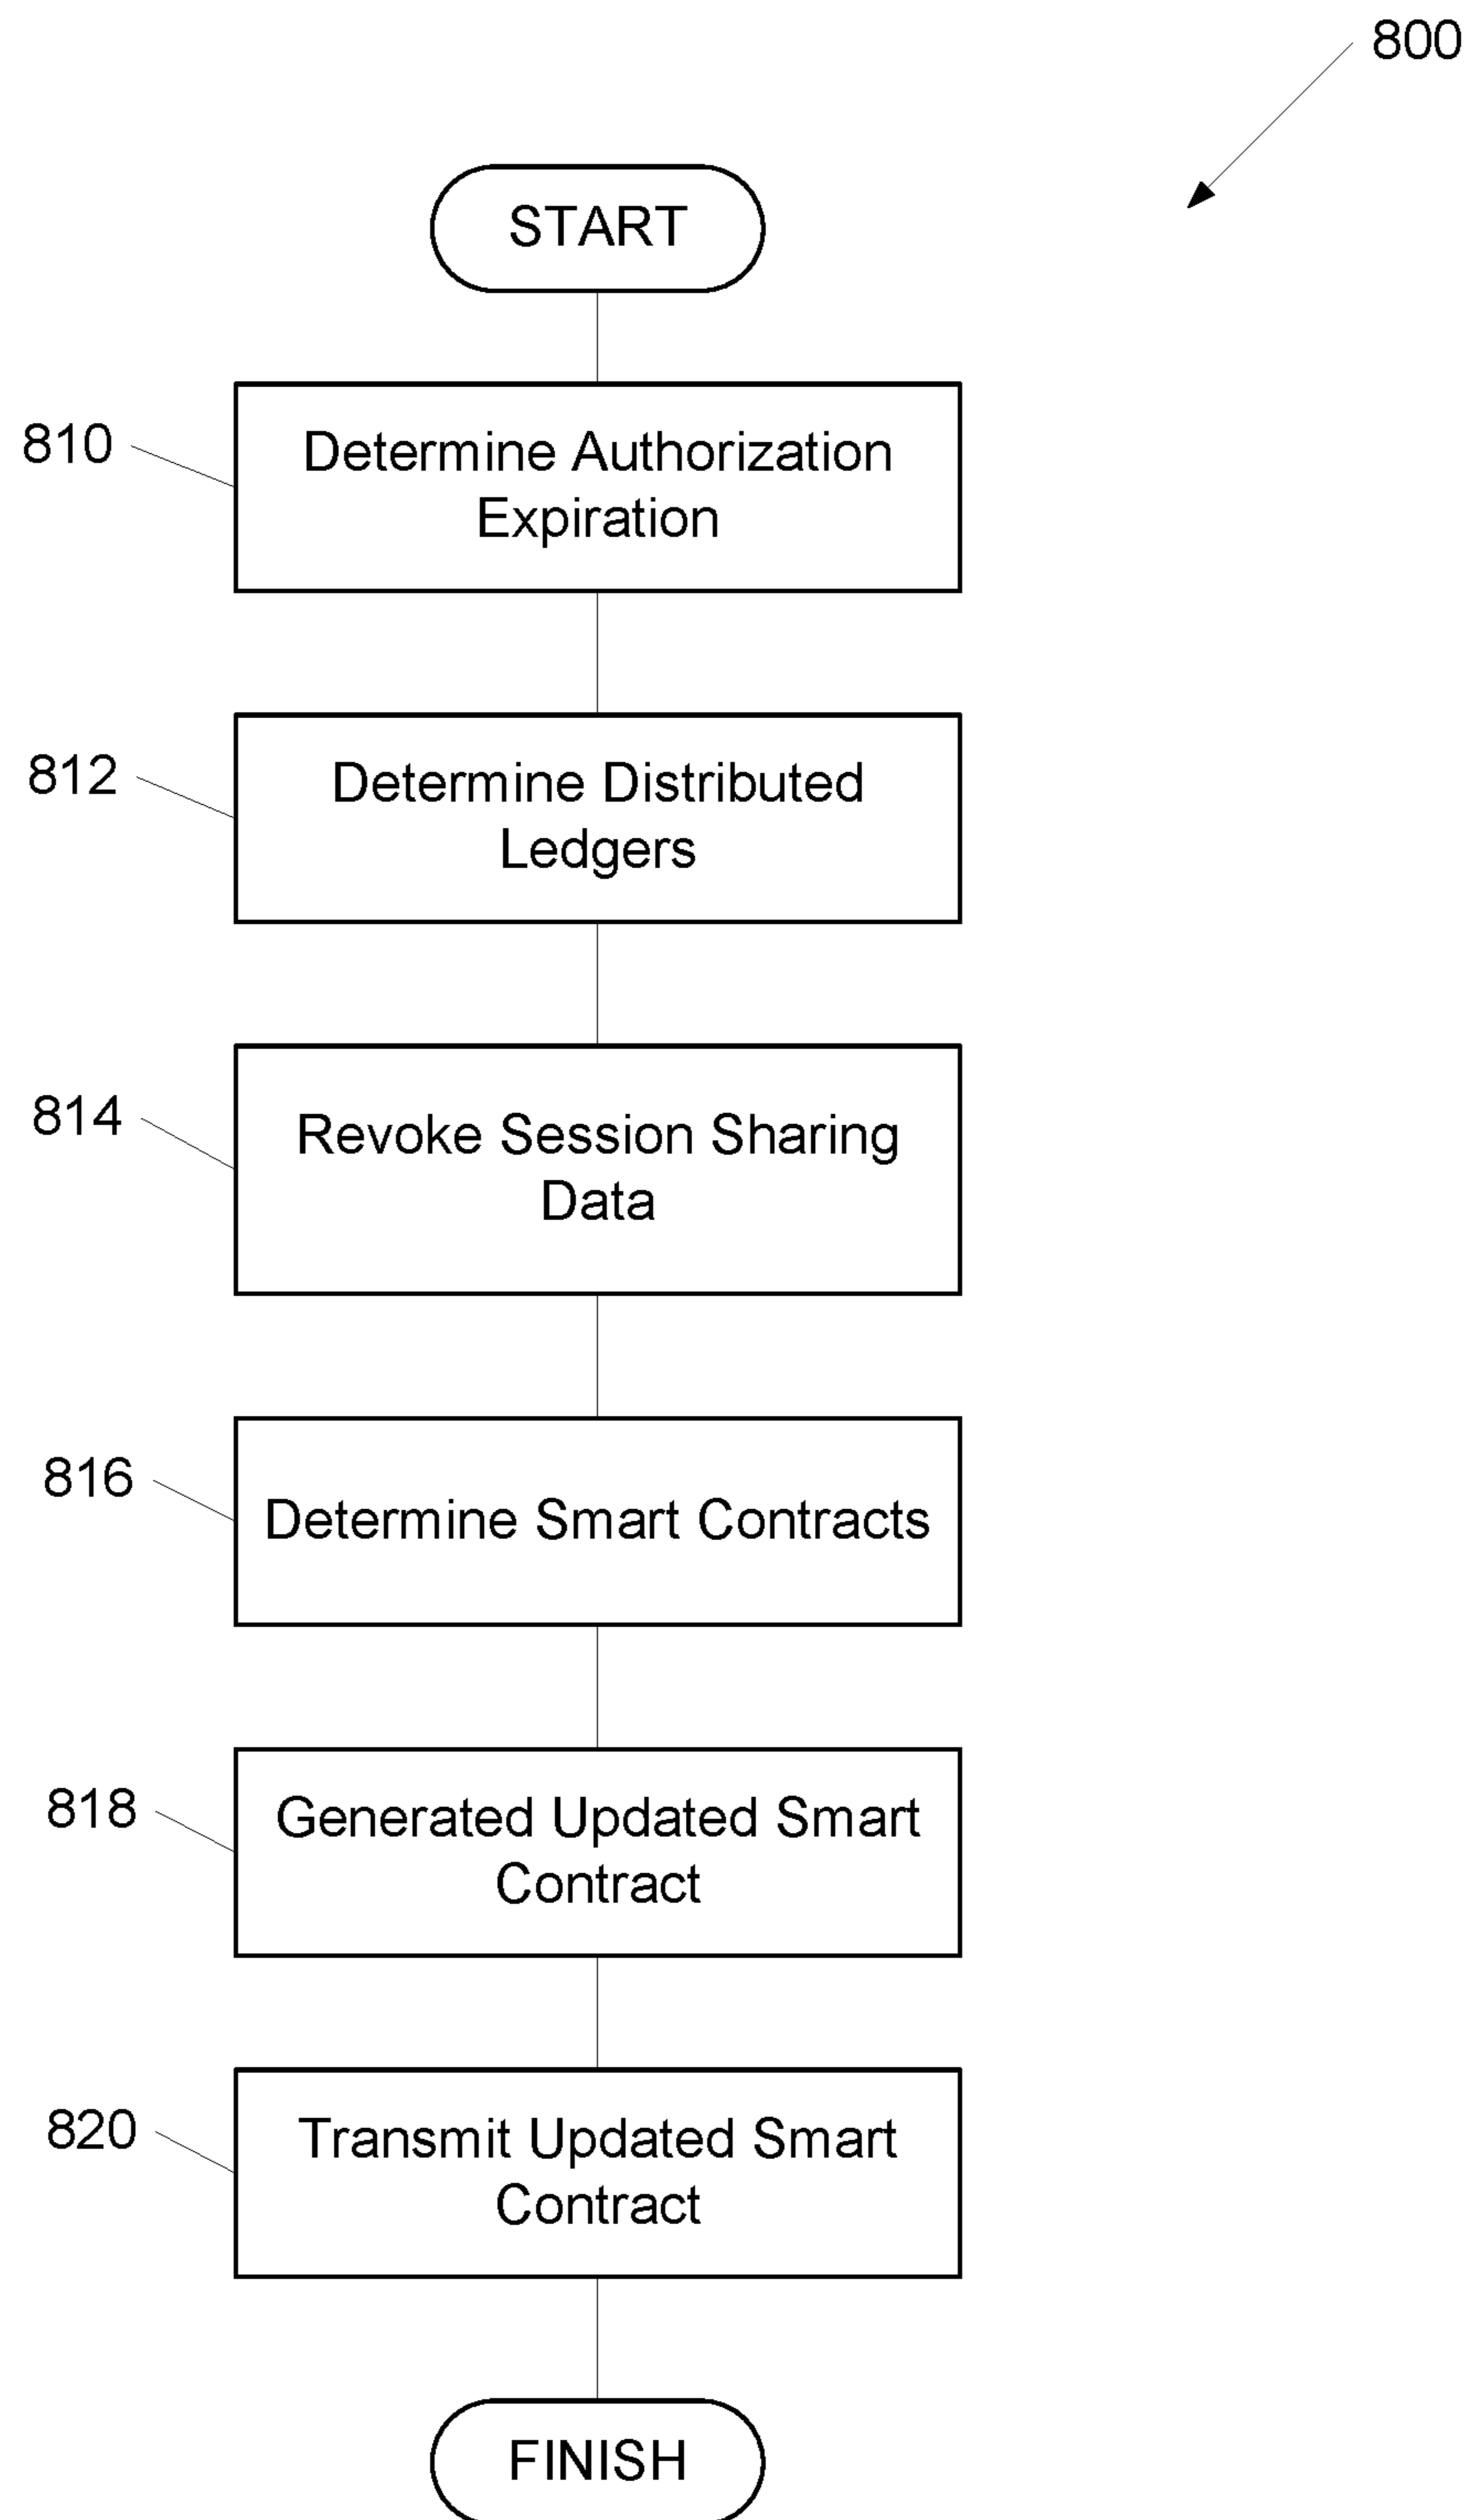 800
START
810
Determine Authorization
Expiration
812
Determine Distributed
Ledgers
814
Revoke Session Sharing
Data
816
Determine Smart Contracts
818
Generated Updated Smart
Contract
820
Transmit Updated Smart
Contract
FINISH